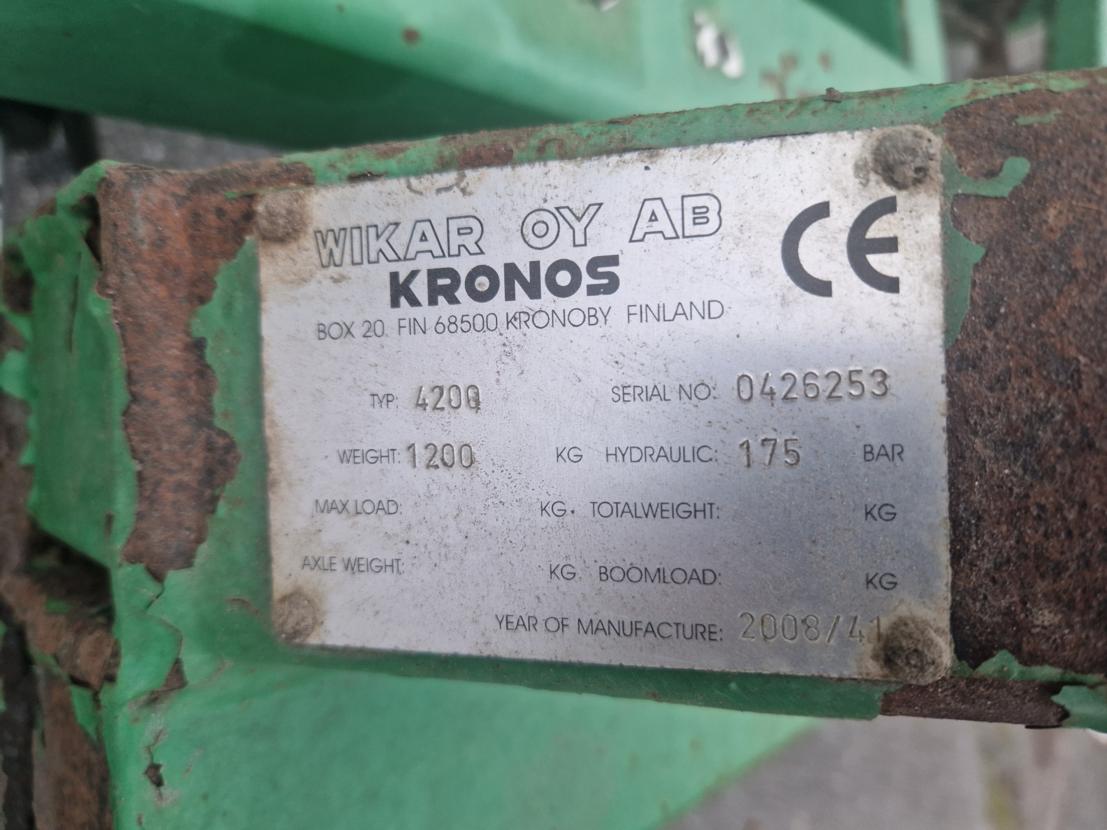 WIKAR OY AB
CE
KRONOS
BOX 20 FIN 68500 KRONOBY FINLAND
TYP: 4200 SERIAL NO: 0426253
WEIGHT: 1200 KG HYDRAULIC: 175 BAR
MAX LOAD: KG. TOTALWEIGHT: KG
AXLE WEIGHT: KG BOOMLOAD: KG
YEAR OF MANUFACTURE: 2008/41